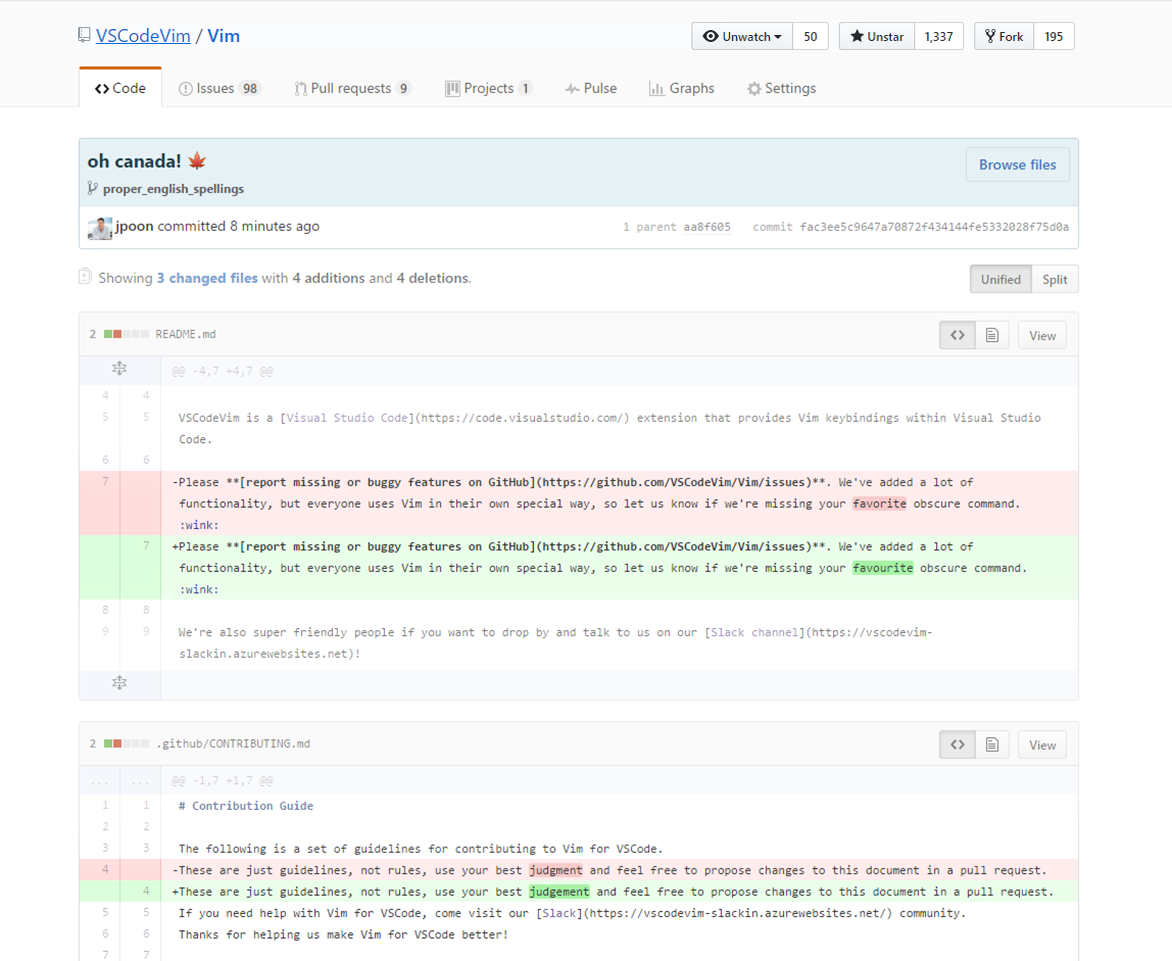 VSCodeVim / Vim
Unwatch 50 Unstar 1,337 Fork 195
Code Issues 98 Pull requests 9 Projects 1 Pulse Graphs Settings
oh canada! 🍁
Browse files
proper_english_spellings
jpoon committed 8 minutes ago 1 parent aa8f605 commit fac3ee5c9647a70872f434144fe5332028f75d0a
Showing 3 changed files with 4 additions and 4 deletions. Unified Split
2 README.md <> View
@@ -4,7 +4,7 @@
4 4
5 5 VSCodeVim is a [Visual Studio Code](https://code.visualstudio.com/) extension that provides Vim keybindings within Visual Studio
Code.
6 6
7 -Please **[report missing or buggy features on GitHub](https://github.com/VSCodeVim/Vim/issues)**. We've added a lot of
functionality, but everyone uses Vim in their own special way, so let us know if we're missing your favorite obscure command.
:wink:
7 +Please **[report missing or buggy features on GitHub](https://github.com/VSCodeVim/Vim/issues)**. We've added a lot of
functionality, but everyone uses Vim in their own special way, so let us know if we're missing your favourite obscure command.
:wink:
8 8
9 9 We're also super friendly people if you want to drop by and talk to us on our [Slack channel](https://vscodevim-
slackin.azurewebsites.net)!
2 .github/CONTRIBUTING.md <> View
... ... @@ -1,7 +1,7 @@
1 1 # Contribution Guide
2 2
3 3 The following is a set of guidelines for contributing to Vim for VSCode.
4 -These are just guidelines, not rules, use your best judgment and feel free to propose changes to this document in a pull request.
4 +These are just guidelines, not rules, use your best judgement and feel free to propose changes to this document in a pull request.
5 5 If you need help with Vim for VSCode, come visit our [Slack](https://vscodevim-slackin.azurewebsites.net/) community.
6 6 Thanks for helping us make Vim for VSCode better!
7 7